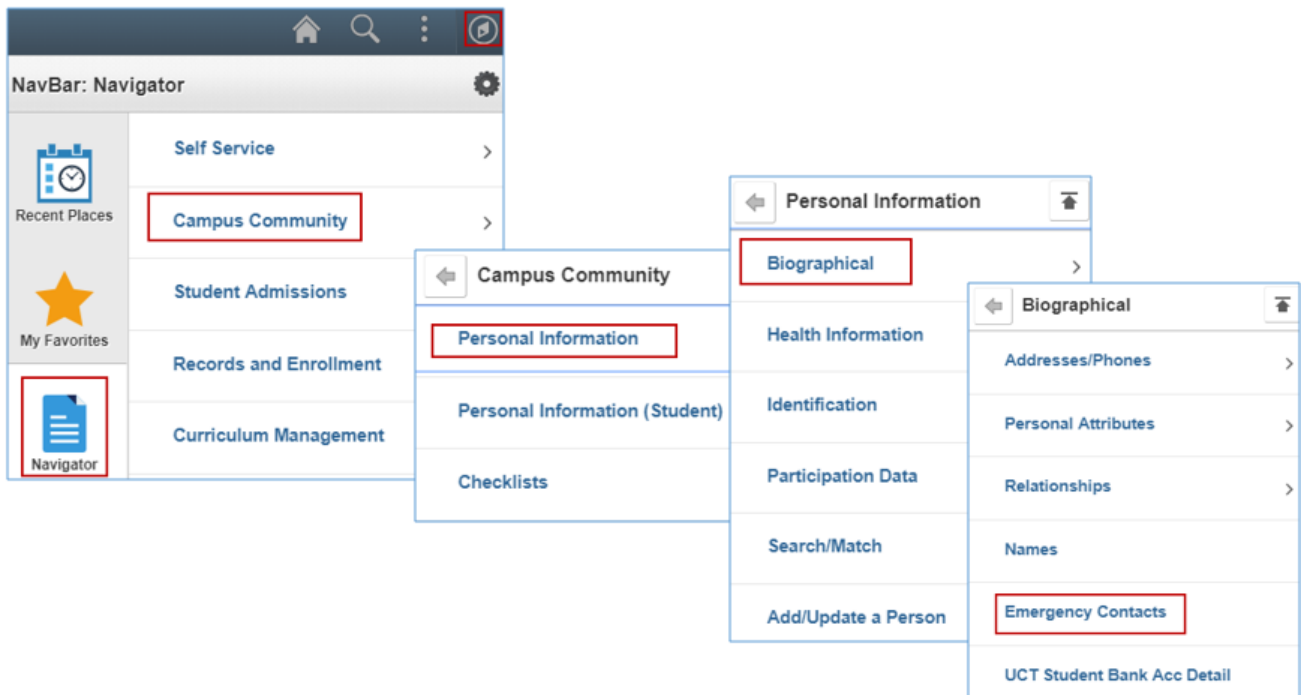 NavBar: Navigator
Recent Places
My Favorites
Navigator
Self Service
Campus Community
Student Admissions
Records and Enrollment
Curriculum Management
Campus Community
Personal Information
Personal Information (Student)
Checklists
Personal Information
Biographical
Health Information
Identification
Participation Data
Search/Match
Add/Update a Person
Biographical
Addresses/Phones
Personal Attributes
Relationships
Names
Emergency Contacts
UCT Student Bank Acc Detail